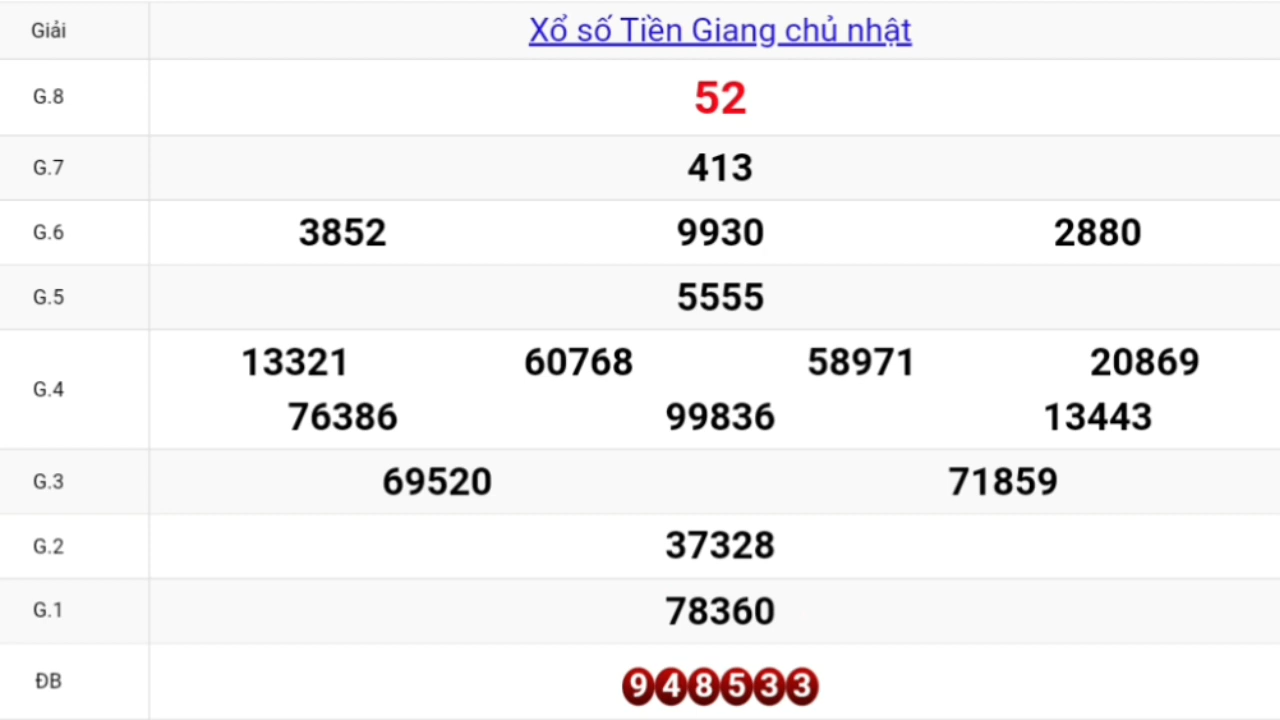 Giải Xổ số Tiền Giang chủ nhật
G.8 52
G.7 413
G.6 3852 9930 2880
G.5 5555
G.4 13321 60768 58971 20869
76386 99836 13443
G.3 69520 71859
G.2 37328
G.1 78360
ĐB 948533